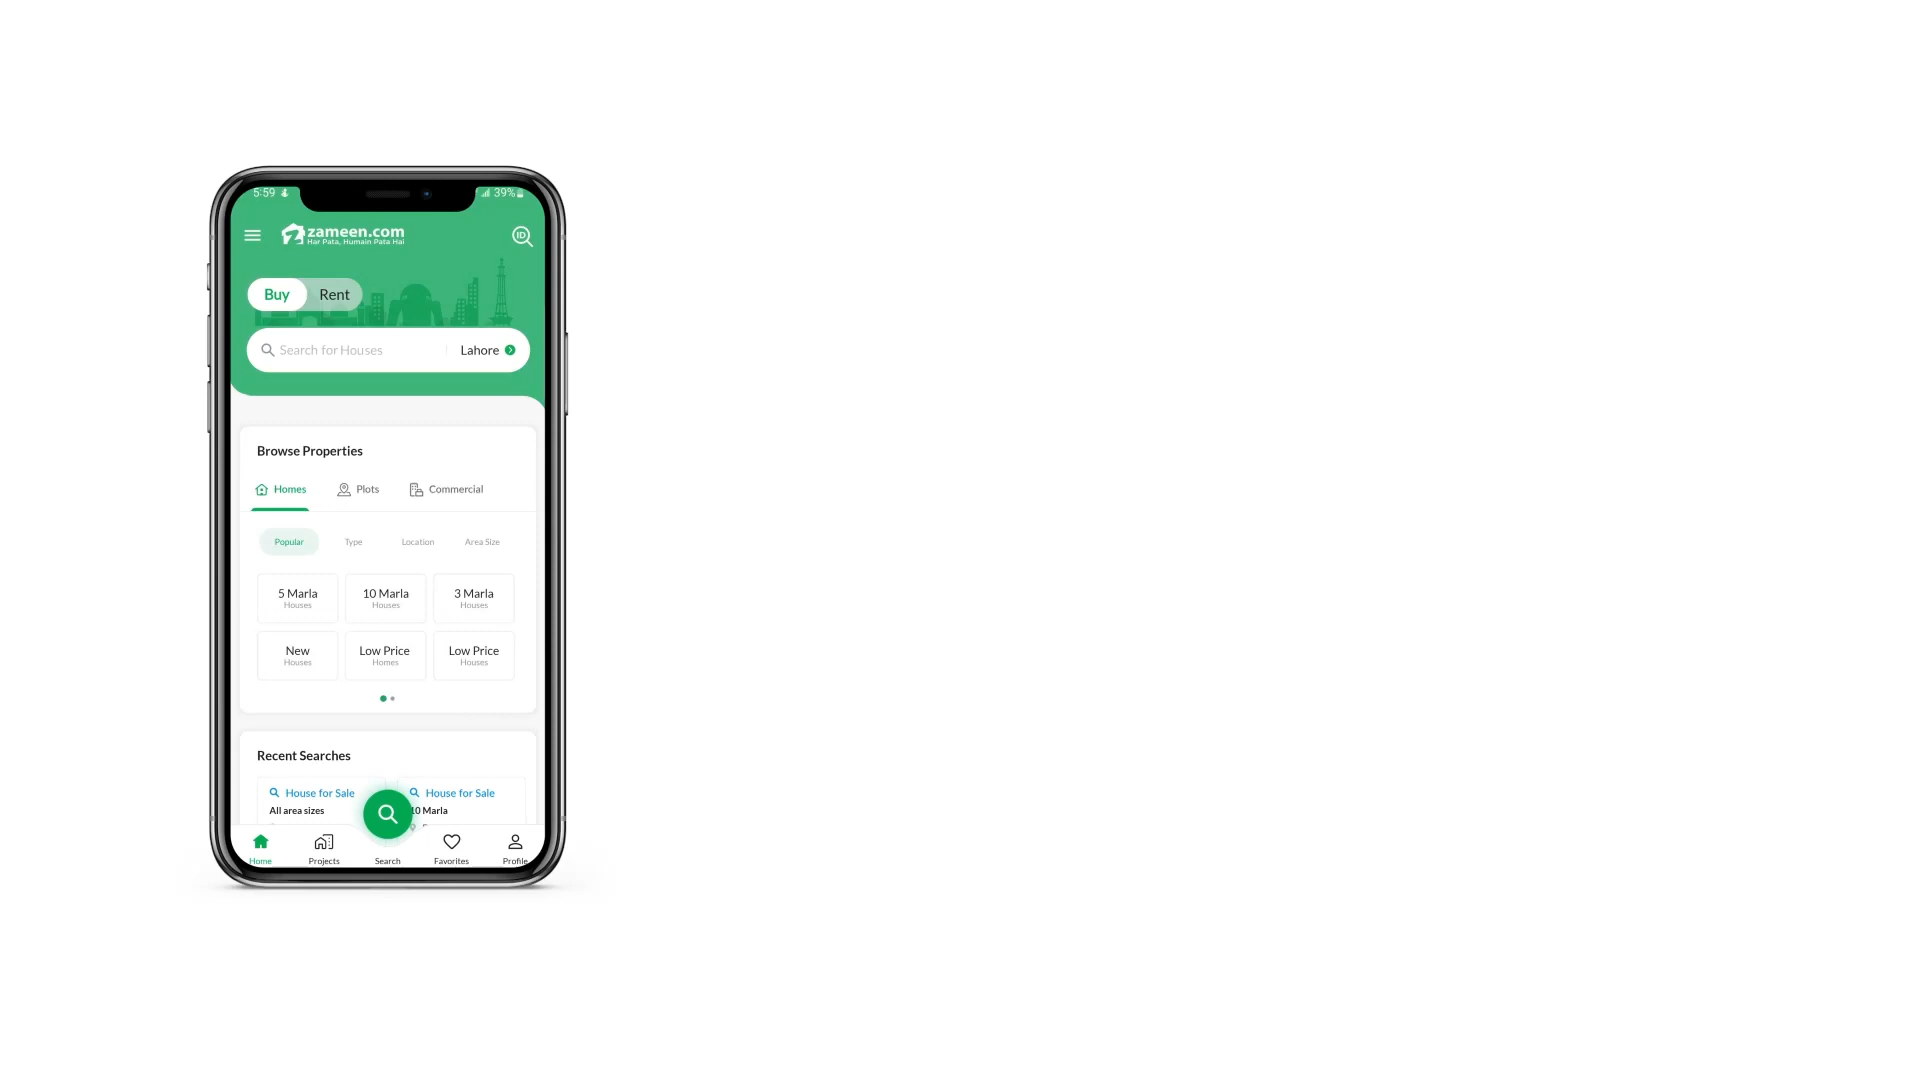 5:59 39%
zameen.com
Har Pata, Humain Pata Hai
ID
Buy Rent
Search for Houses Lahore
Browse Properties
Homes Plots Commercial
Popular Type Location Area Size
5 Marla 10 Marla 3 Marla
Houses Houses Houses
New Low Price Low Price
Houses Homes Houses
Recent Searches
House for Sale House for Sale
All area sizes 10 Marla
Home Projects Search Favorites Profile